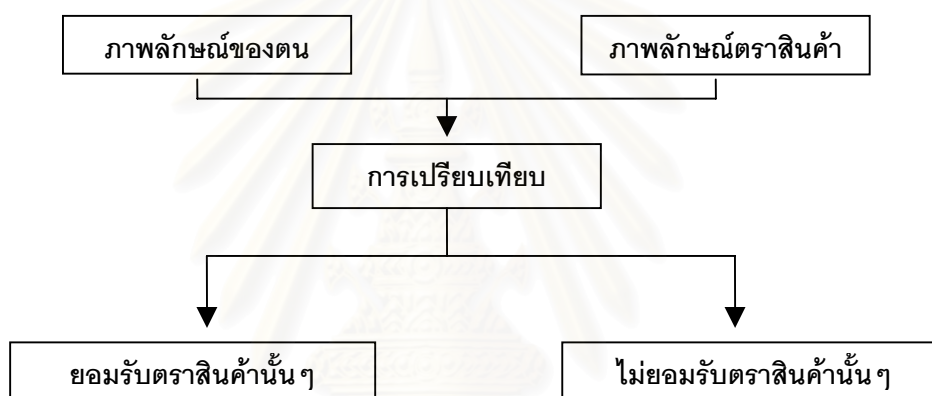 ภาพลักษณ์ของตน
ภาพลักษณ์ตราสินค้า
การเปรียบเทียบ
ยอมรับตราสินค้านั้นๆ
ไม่ยอมรับตราสินค้านั้นๆ